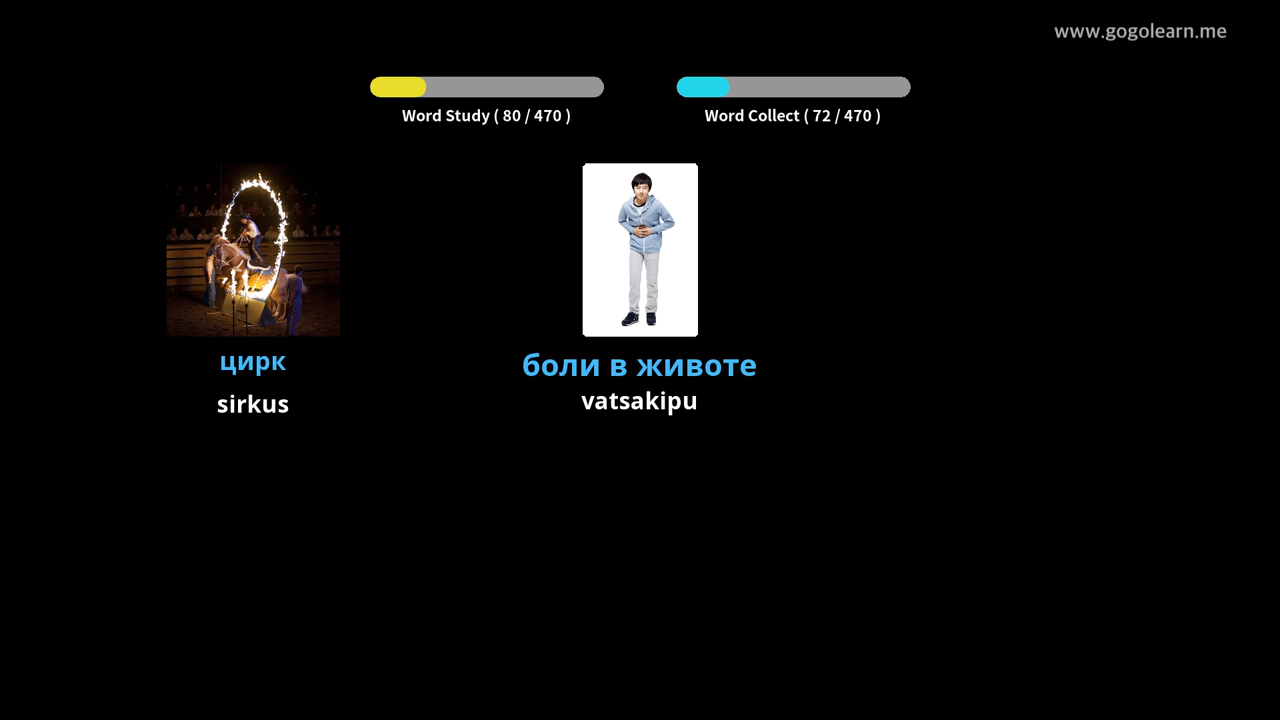 www.gogolearn.me
Word Study ( 80 / 470 )
Word Collect ( 72 / 470 )
цирк
sirkus
боли в животе
vatsakipu